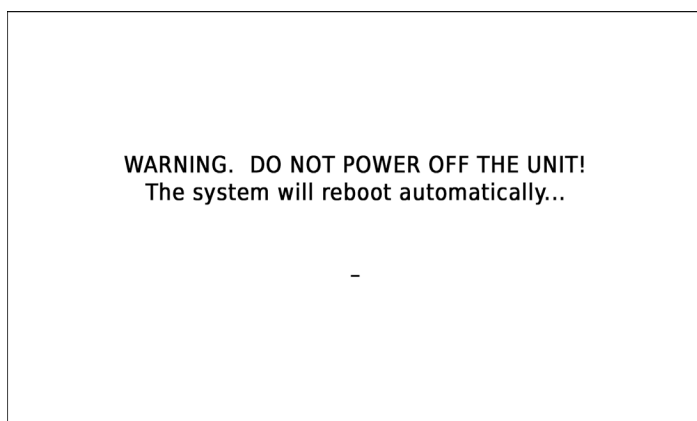 WARNING.  DO NOT POWER OFF THE UNIT!
The system will reboot automatically...
–